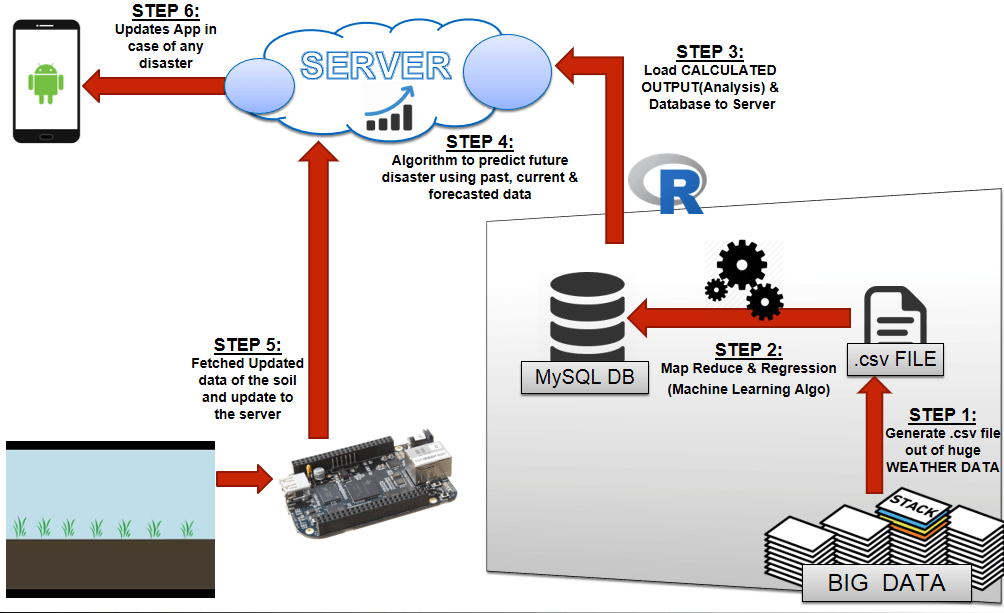 STEP 6:
Updates App in
case of any
disaster
SERVER
STEP 3:
Load CALCULATED
OUTPUT(Analysis) &
Database to Server
STEP 4:
Algorithm to predict future
disaster using past, current &
forecasted data
R
STEP 5:
Fetched Updated
data of the soil
and update to
the server
MySQL DB
STEP 2:
Map Reduce & Regression
(Machine Learning Algo)
.csv FILE
STEP 1:
Generate .csv file
out of huge
WEATHER DATA
STACK
BIG DATA